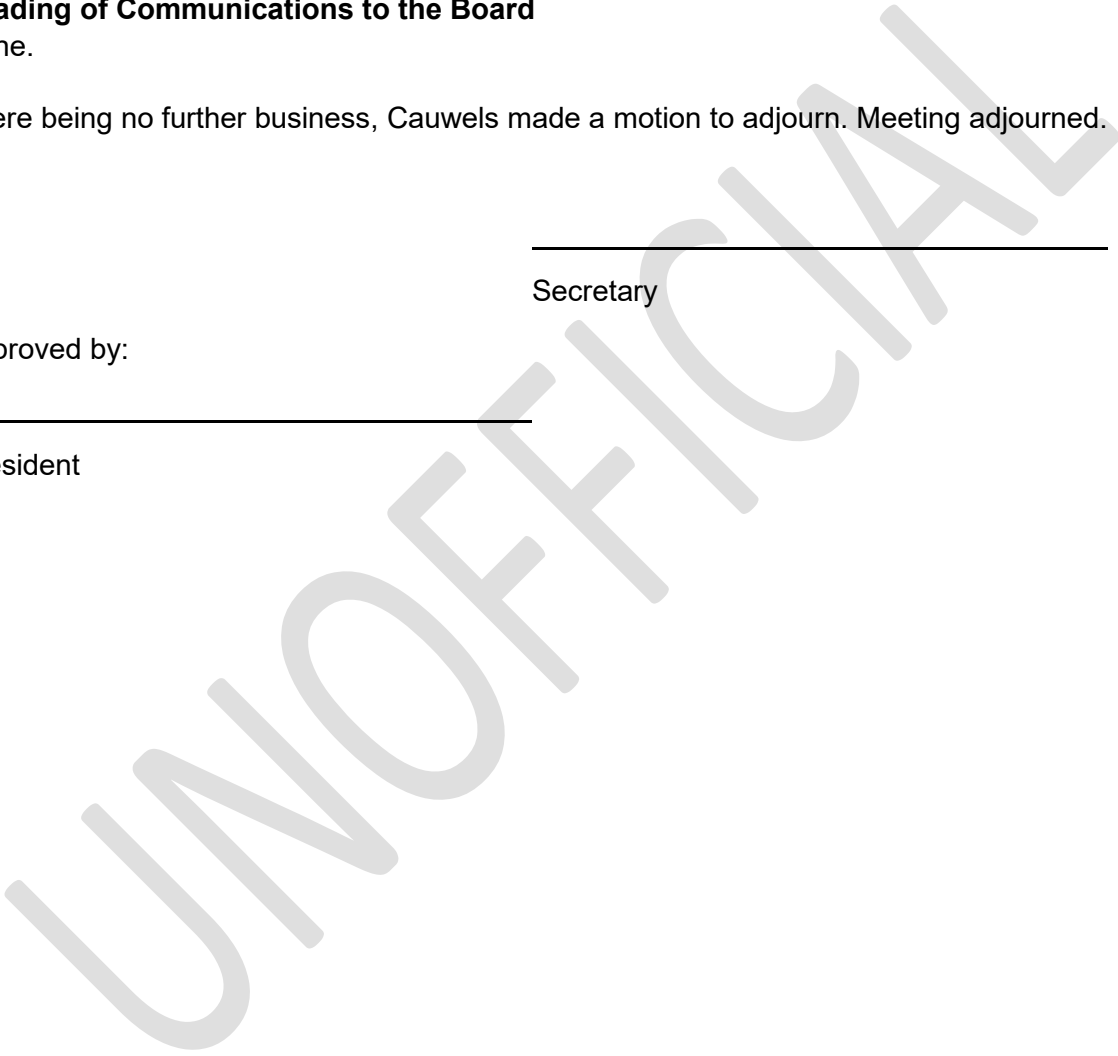 ading of Communications to the Board
ne.
ere being no further business, Cauwels made a motion to adjourn. Meeting adjourned.
Secretary
proved by:
esident
UNOFFICIAL